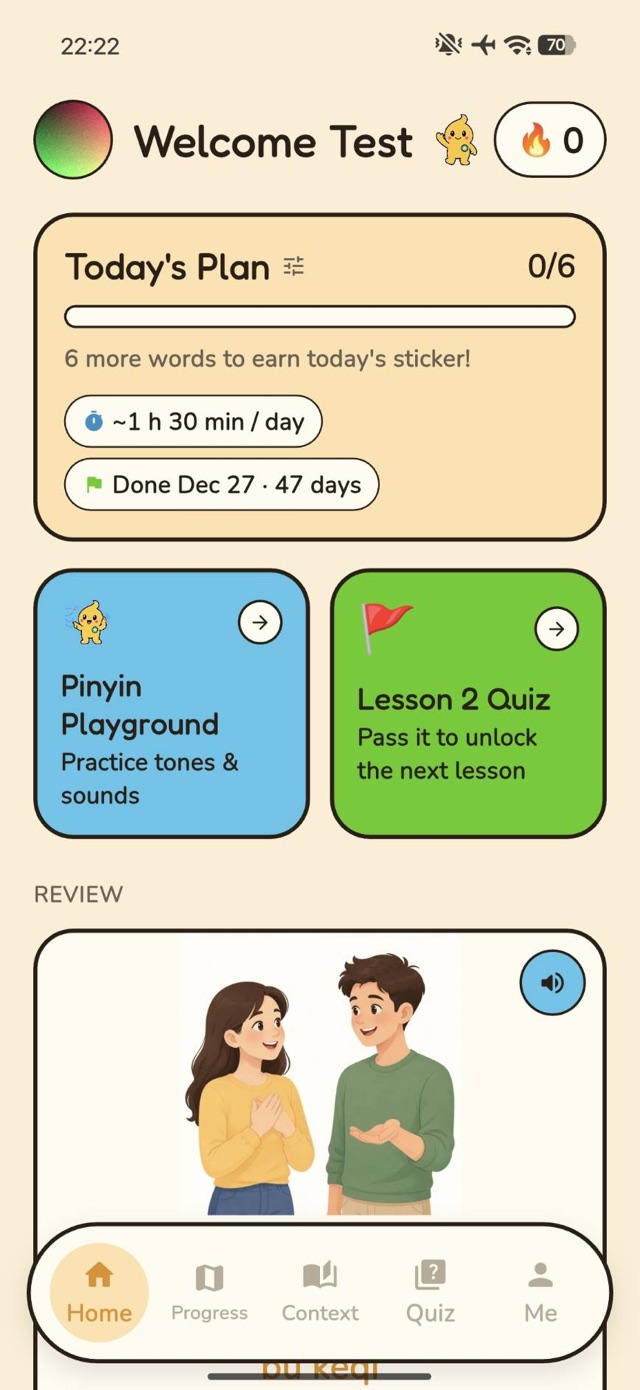 22:22
70
Welcome Test
0
Today's Plan
0/6
6 more words to earn today's sticker!
~1 h 30 min / day
Done Dec 27 · 47 days
Pinyin
Playground
Practice tones &
sounds
Lesson 2 Quiz
Pass it to unlock
the next lesson
REVIEW
Home
Progress
Context
Quiz
Me